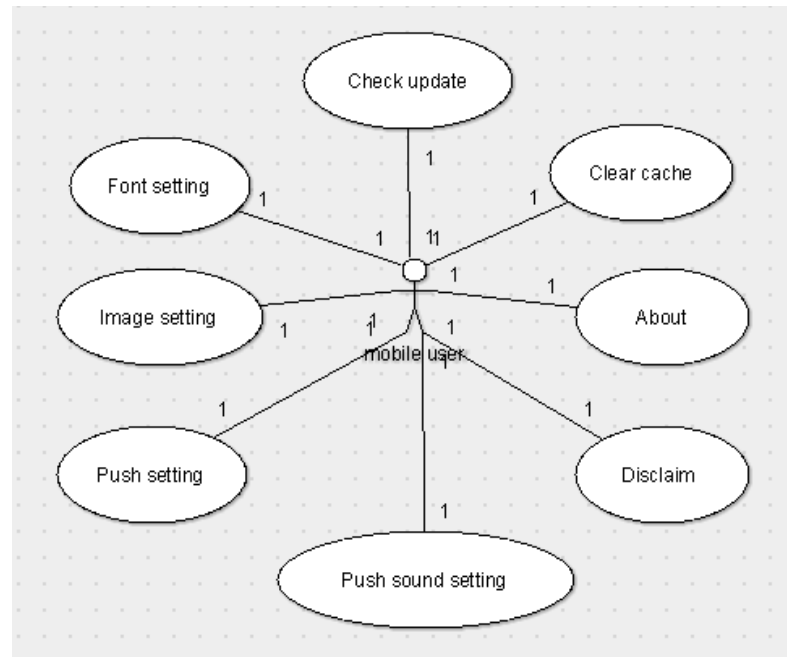 Check update
1
Font setting
1
Clear cache
1
1
11
1
Image setting
1
1
1
1
1
About
mobile user
1
Push setting
1
1
Disclaim
1
Push sound setting